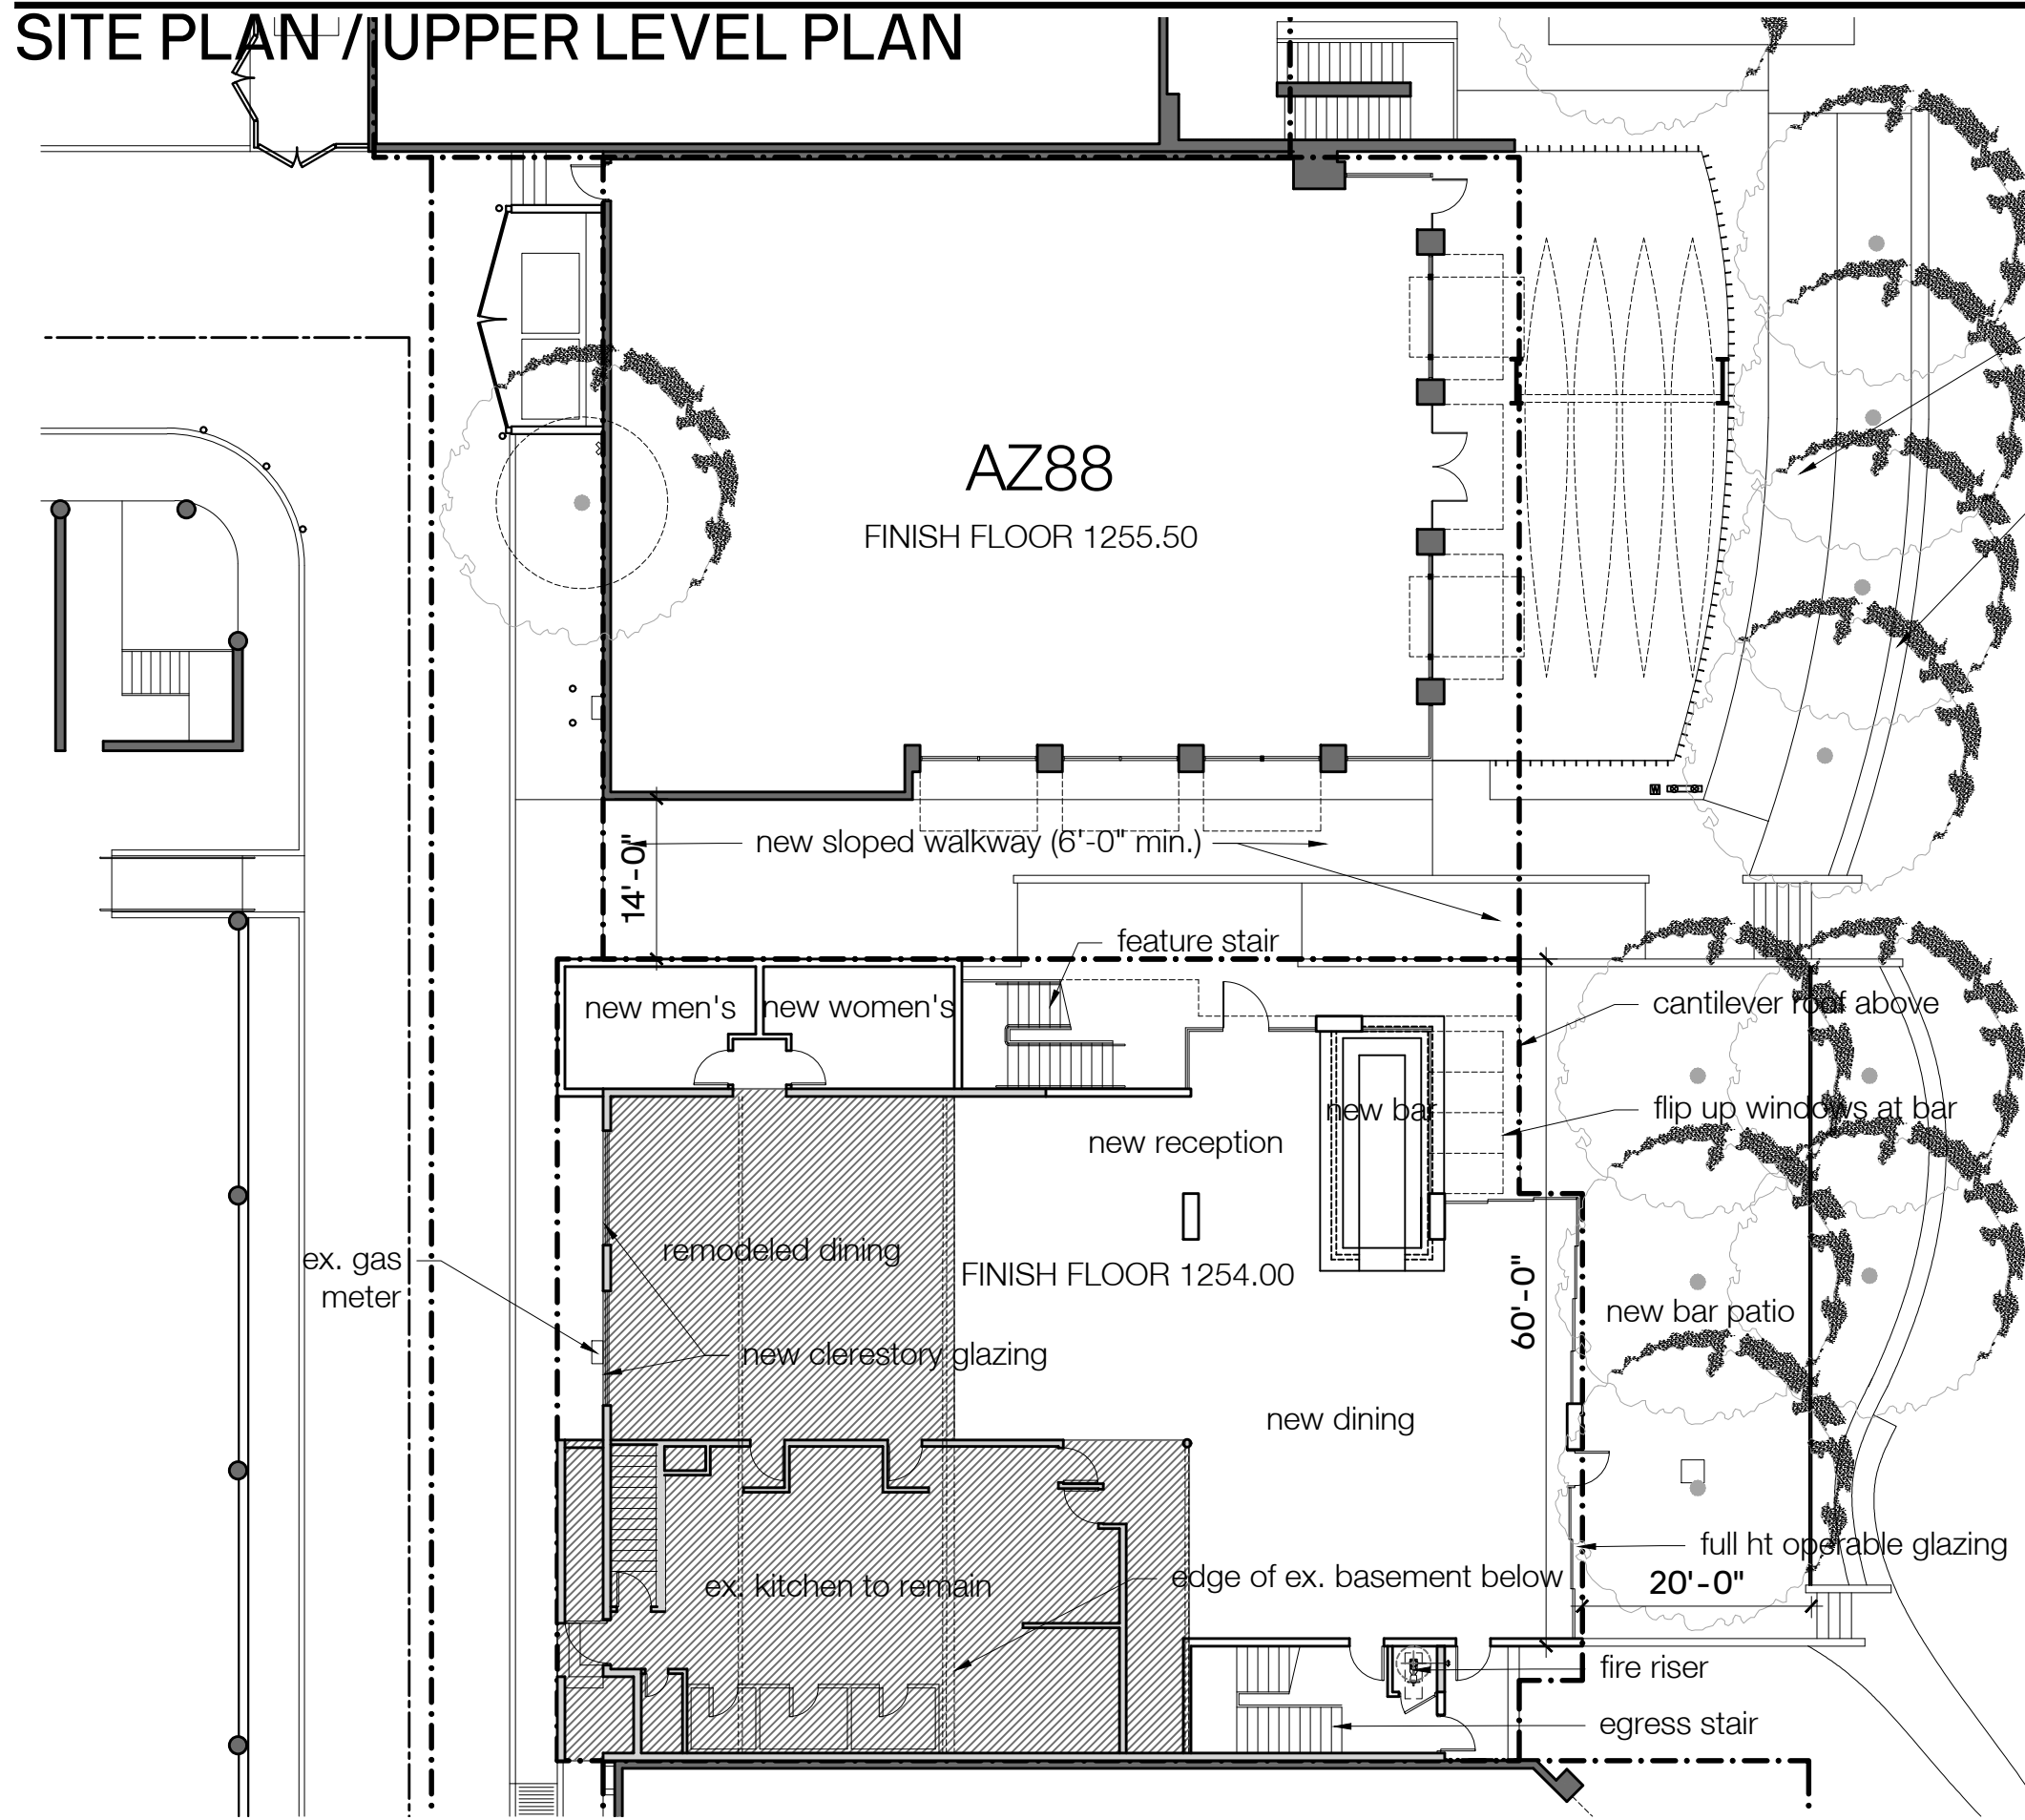 SITE PLAN / UPPER LEVEL PLAN
AZ88
FINISH FLOOR 1255.50
new sloped walkway (6'-0" min.)
14'-0"
feature stair
new men's
new women's
cantilever roof above
new bar
flip up windows at bar
new reception
remodeled dining
ex. gas
meter
FINISH FLOOR 1254.00
60'-0"
new bar patio
new clerestory glazing
new dining
full ht operable glazing
ex. kitchen to remain
edge of ex. basement below
20'-0"
fire riser
egress stair